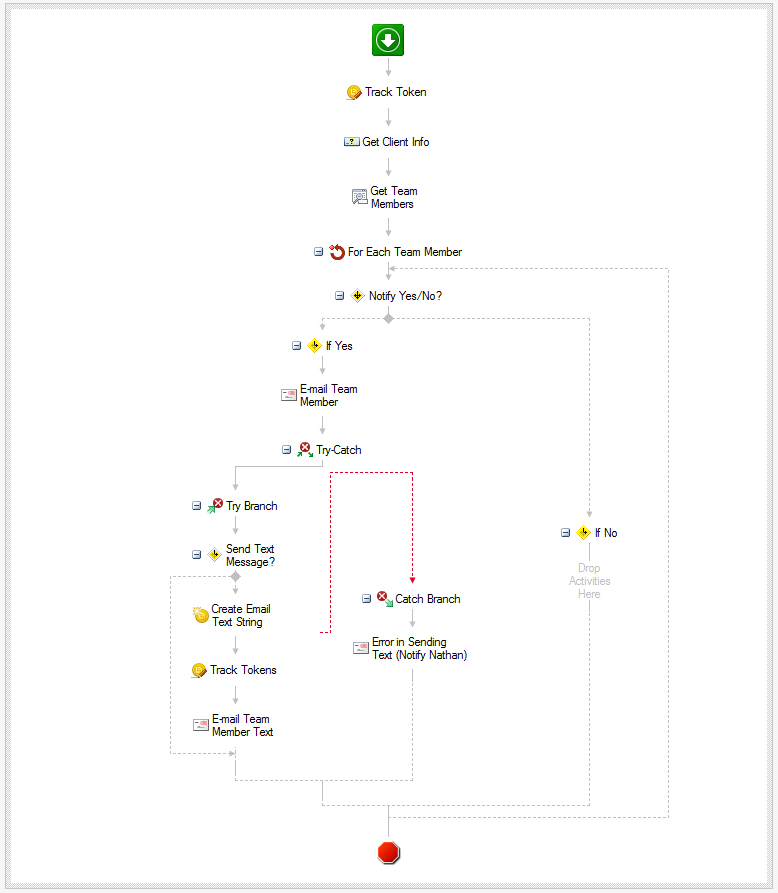 Track Token
Get Client Info
Get Team
Members
For Each Team Member
Notify Yes/No?
If Yes
E-mail Team
Member
Try-Catch
Try Branch
If No
Send Text
Message?
Drop
Activities
Here
Catch Branch
Create Email
Text String
Error in Sending
Text (Notify Nathan)
Track Tokens
E-mail Team
Member Text